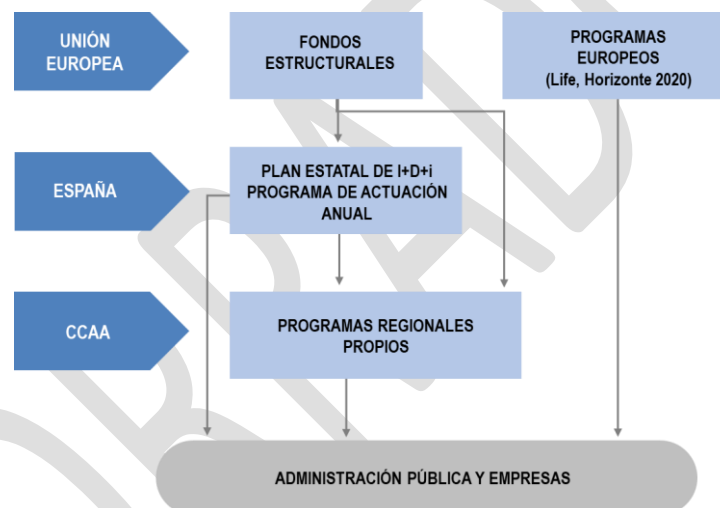 UNIÓN
EUROPEA
FONDOS
ESTRUCTURALES
PROGRAMAS
EUROPEOS
(Life, Horizonte 2020)
ESPAÑA
PLAN ESTATAL DE I+D+i
PROGRAMA DE ACTUACIÓN
ANUAL
CCAA
PROGRAMAS REGIONALES
PROPIOS
ADMINISTRACIÓN PÚBLICA Y EMPRESAS